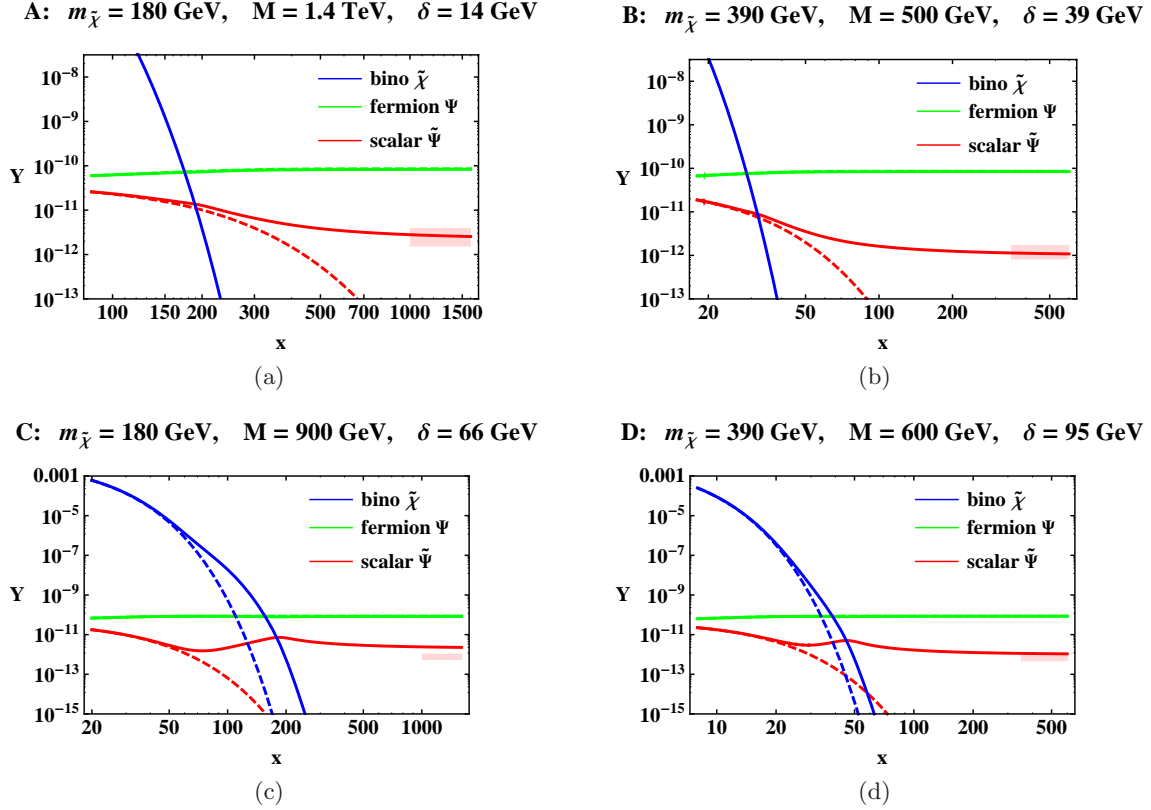 A: m_χ̃ = 180 GeV, M = 1.4 TeV, δ = 14 GeV
10⁻⁸
10⁻⁹
10⁻¹⁰
10⁻¹¹
10⁻¹²
10⁻¹³
Y
bino χ̃
fermion Ψ
scalar Ψ̃
100 150 200 300 500 700 1000 1500
x
(a)
B: m_χ̃ = 390 GeV, M = 500 GeV, δ = 39 GeV
10⁻⁸
10⁻⁹
10⁻¹⁰
10⁻¹¹
10⁻¹²
10⁻¹³
Y
bino χ̃
fermion Ψ
scalar Ψ̃
20 50 100 200 500
x
(b)
C: m_χ̃ = 180 GeV, M = 900 GeV, δ = 66 GeV
0.001
10⁻⁵
10⁻⁷
10⁻⁹
10⁻¹¹
10⁻¹³
10⁻¹⁵
Y
bino χ̃
fermion Ψ
scalar Ψ̃
20 50 100 200 500 1000
x
(c)
D: m_χ̃ = 390 GeV, M = 600 GeV, δ = 95 GeV
0.001
10⁻⁵
10⁻⁷
10⁻⁹
10⁻¹¹
10⁻¹³
10⁻¹⁵
Y
bino χ̃
fermion Ψ
scalar Ψ̃
10 20 50 100 200 500
x
(d)